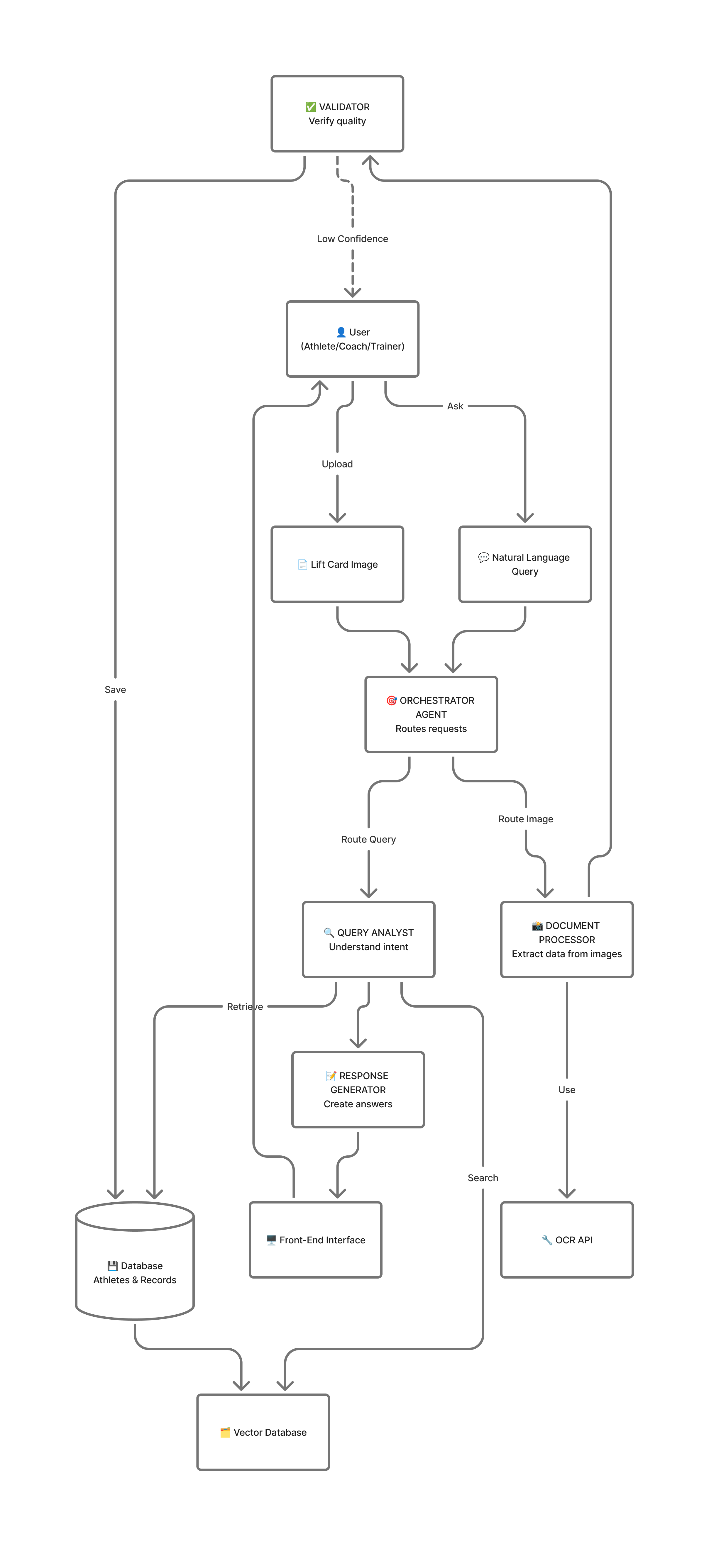 ✅ VALIDATOR
Verify quality
Low Confidence
👤 User
(Athlete/Coach/Trainer)
Ask
Upload
📄 Lift Card Image
💬 Natural Language
Query
Save
🎯 ORCHESTRATOR
AGENT
Routes requests
Route Image
Route Query
🔍 QUERY ANALYST
Understand intent
📸 DOCUMENT
PROCESSOR
Extract data from images
Retrieve
📝 RESPONSE
GENERATOR
Create answers
Use
Search
💾 Database
Athletes & Records
🖥️ Front-End Interface
🔧 OCR API
🗂️ Vector Database